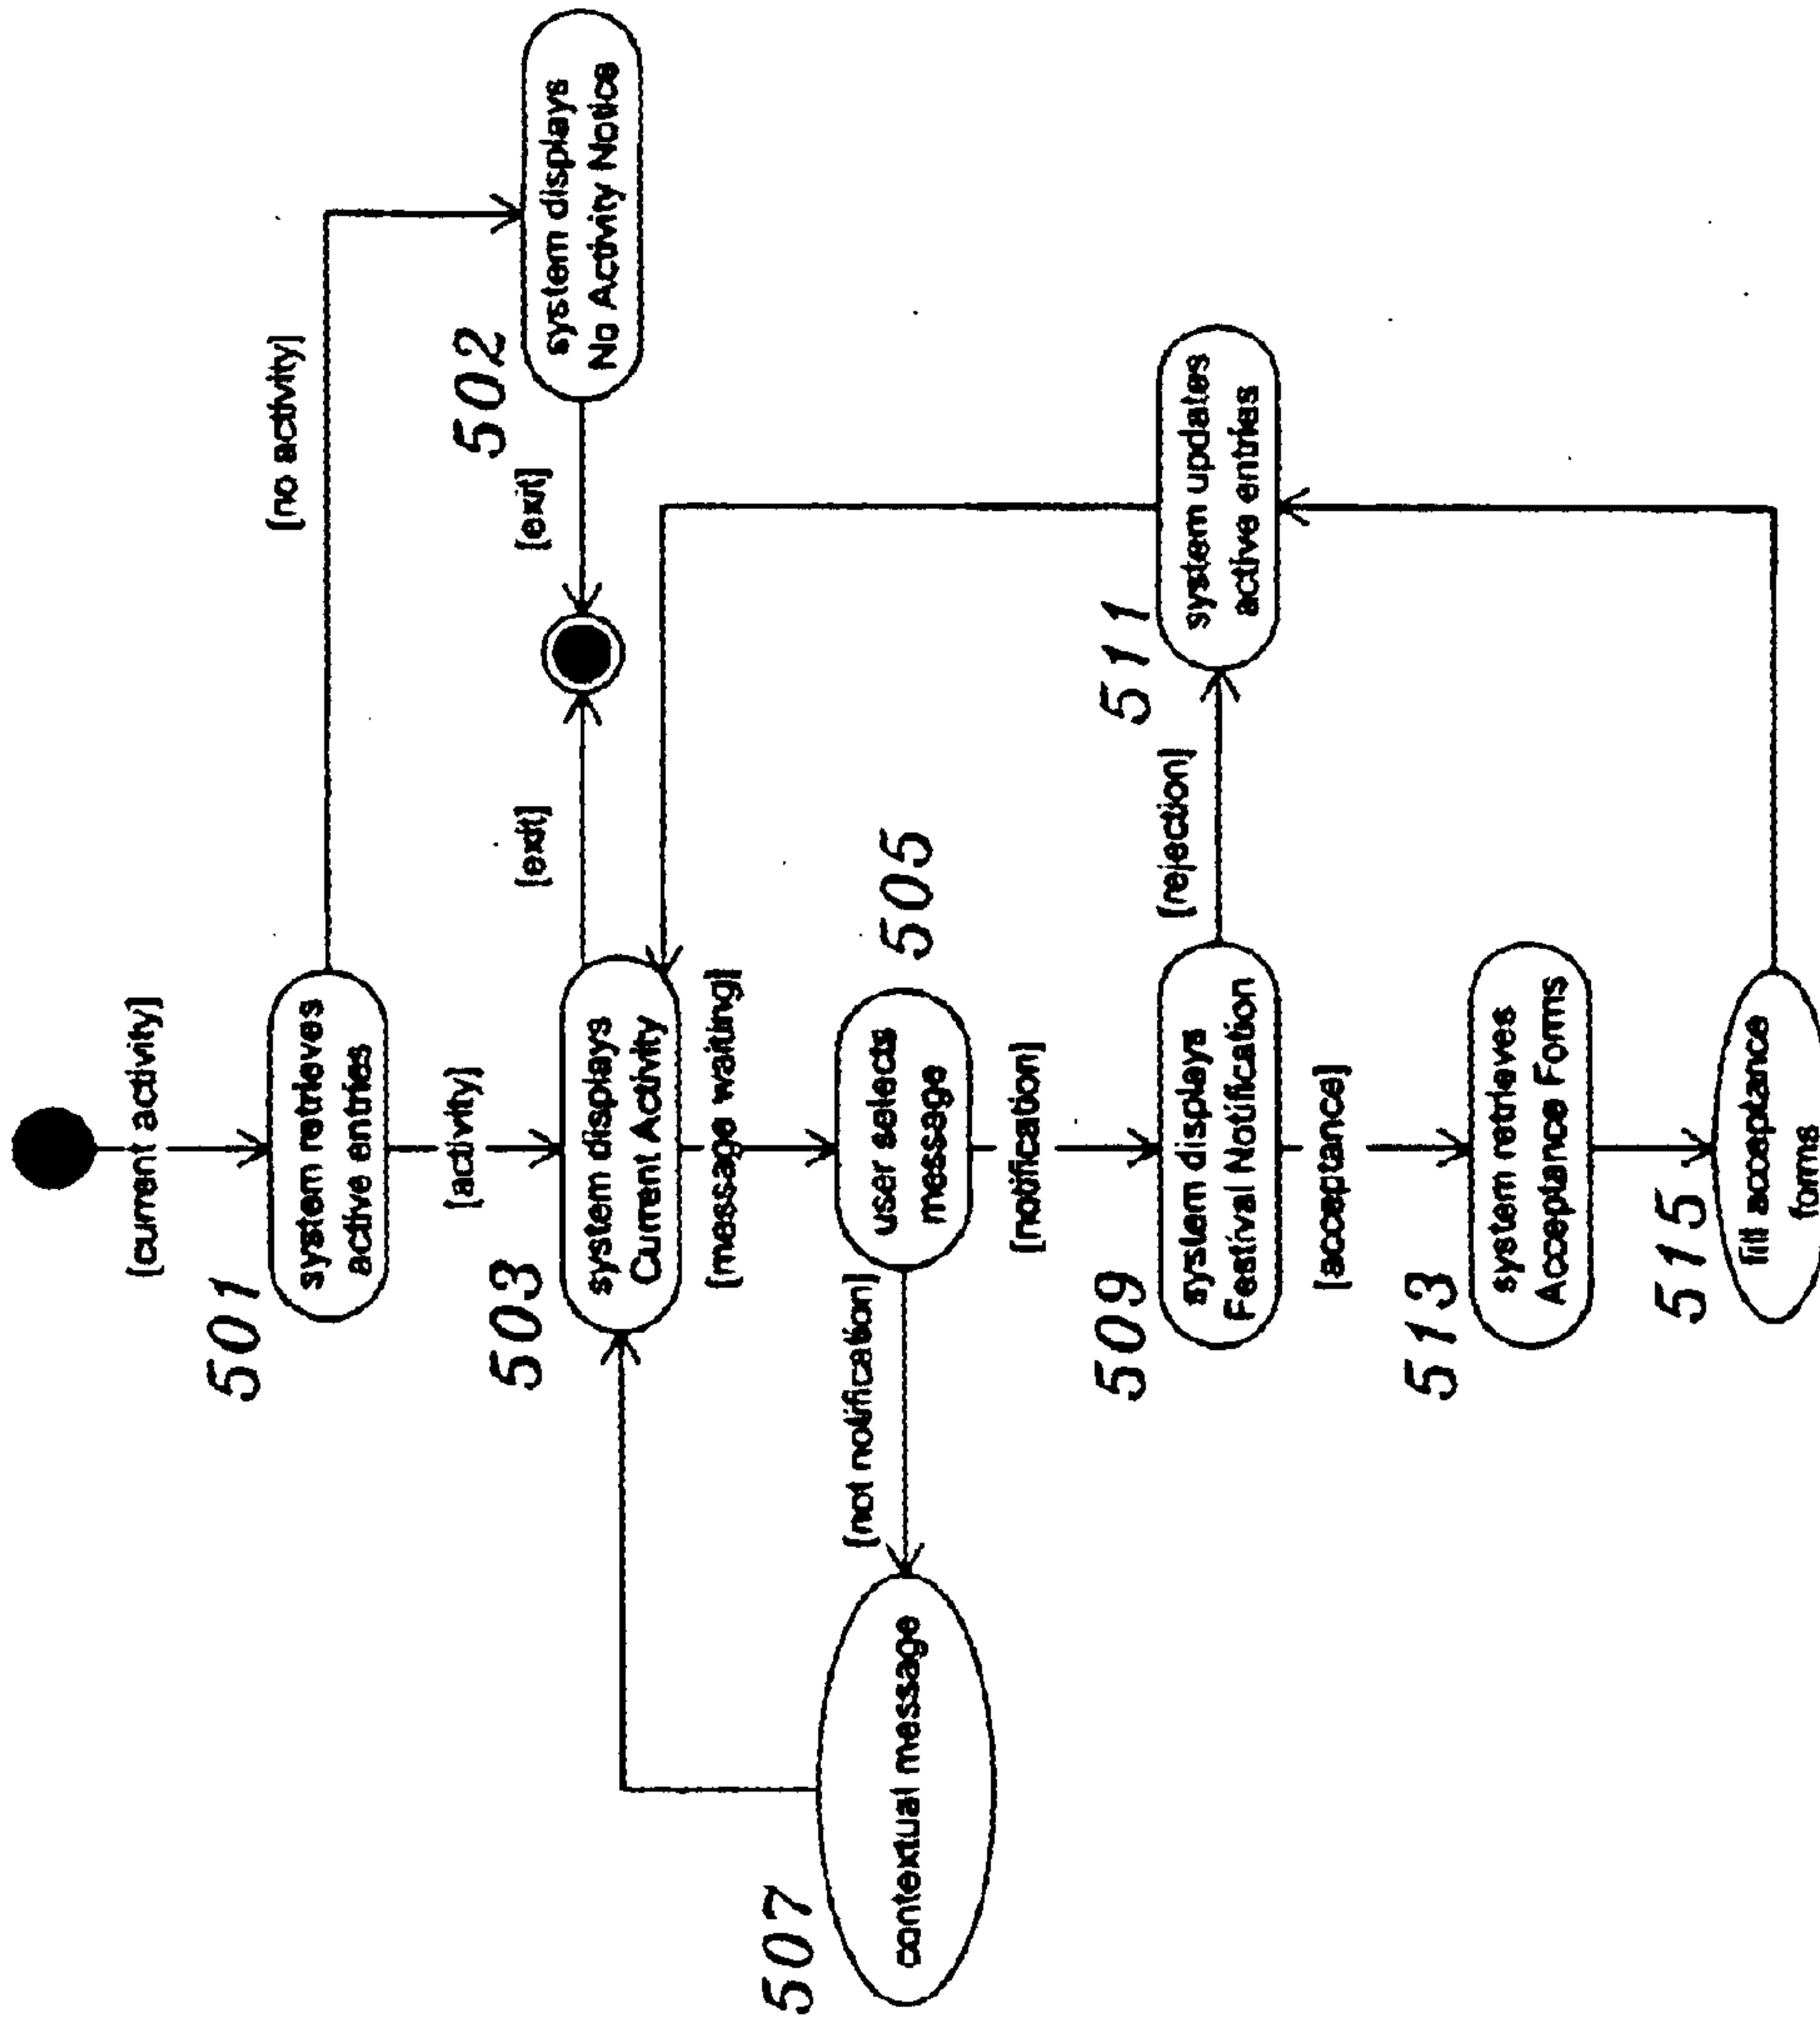 [current activity]
501
system retrieves
active entries
[no activity]
[activity]
502
system displays
No Activity Notice
[exit]
[exit]
503
system displays
Current Activity
[message waiting]
505
user selects
message
[not notification]
507
contextual message
[notification]
509
system displays
Festival Notification
[rejection]
511
system updates
active entries
[acceptance]
513
system retrieves
Acceptance Forms
515
fill acceptance
forms